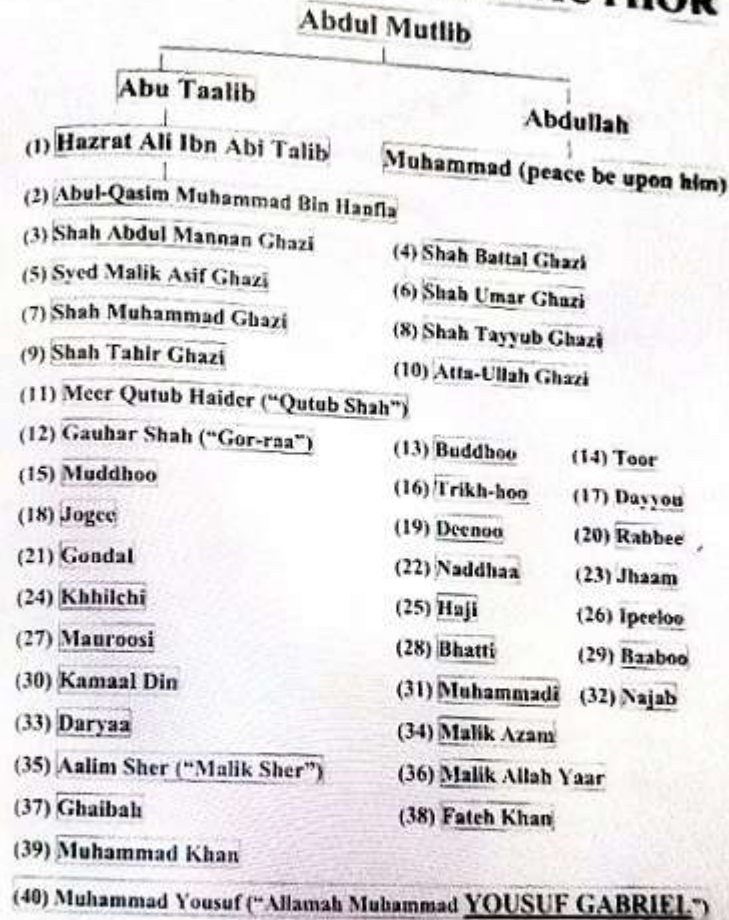 Abdul Mutlib
Abu Taalib
Abdullah
(1) Hazrat Ali Ibn Abi Talib
Muhammad (peace be upon him)
(2) Abul-Qasim Muhammad Bin Hanfia
(3) Shah Abdul Mannan Ghazi (4) Shah Battal Ghazi
(5) Syed Malik Asif Ghazi (6) Shah Umar Ghazi
(7) Shah Muhammad Ghazi (8) Shah Tayyub Ghazi
(9) Shah Tahir Ghazi (10) Atta-Ullah Ghazi
(11) Meer Qutub Haider ("Qutub Shah")
(12) Gauhar Shah ("Gor-raa") (13) Buddhoo (14) Toor
(15) Muddhoo (16) Trikh-hoo (17) Dayyou
(18) Jogee (19) Deenoo (20) Rabbee
(21) Gondal (22) Naddhaa (23) Jhaam
(24) Khhilchi (25) Haji (26) Ipeeloo
(27) Mauroosi (28) Bhatti (29) Baaboo
(30) Kamaal Din (31) Muhammadi (32) Najab
(33) Daryaa (34) Malik Azam
(35) Aalim Sher ("Malik Sher") (36) Malik Allah Yaar
(37) Ghaibah (38) Fateh Khan
(39) Muhammad Khan
(40) Muhammad Yousuf ("Allamah Muhammad YOUSUF GABRIEL")